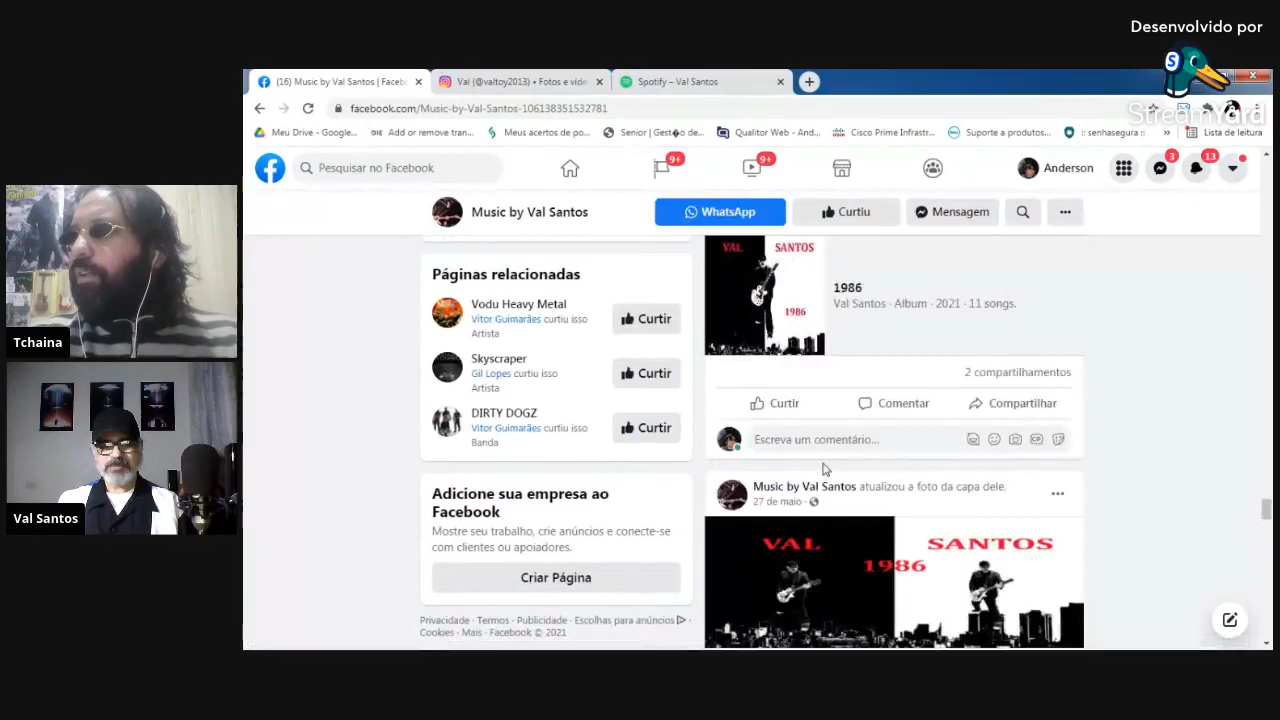 Desenvolvido por
StreamYard
(16) Music by Val Santos | Faceb
Val (@valtoy2013) • Fotos e víde
Spotify – Val Santos
facebook.com/Music-by-Val-Santos-106138351532781
Meu Drive - Google...
Add or remove tran...
Meus acertos de po...
Senior | Gest�o de...
Qualitor Web - And...
Cisco Prime Infrastr...
Suporte a produtos...
:: senhasegura ::
»
Lista de leitura
Pesquisar no Facebook
9+
9+
Anderson
3
13
Music by Val Santos
WhatsApp
Curtiu
Mensagem
Páginas relacionadas
Vodu Heavy Metal
Vitor Guimarães curtiu isso
Artista
Curtir
Skyscraper
Gil Lopes curtiu isso
Artista
Curtir
DIRTY DOGZ
Vitor Guimarães curtiu isso
Banda
Curtir
Adicione sua empresa ao
Facebook
Mostre seu trabalho, crie anúncios e conecte-se
com clientes ou apoiadores.
Criar Página
Privacidade · Termos · Publicidade · Escolhas para anúncios ·
Cookies · Mais · Facebook © 2021
VAL SANTOS
1986
1986
Val Santos · Album · 2021 · 11 songs.
2 compartilhamentos
Curtir
Comentar
Compartilhar
Escreva um comentário...
GIF
Music by Val Santos atualizou a foto da capa dele.
27 de maio ·
VAL SANTOS
1986
Tchaina
Val Santos